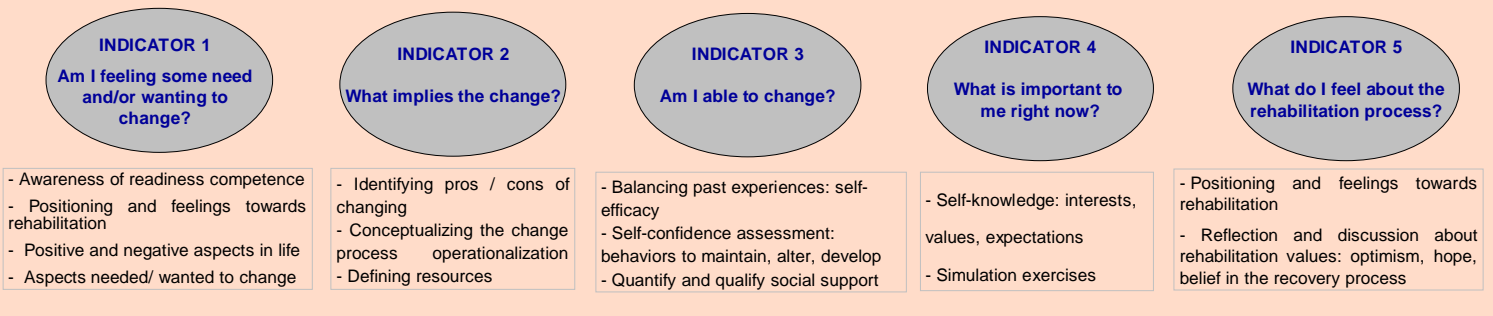 INDICATOR 1
Am I feeling some need
and/or wanting to
change?
- Awareness of readiness competence
- Positioning and feelings towards
rehabilitation
- Positive and negative aspects in life
- Aspects needed/ wanted to change
INDICATOR 2
What implies the change?
- Identifying pros / cons of
changing
- Conceptualizing the change
process operationalization
- Defining resources
INDICATOR 3
Am I able to change?
- Balancing past experiences: self-
efficacy
- Self-confidence assessment:
behaviors to maintain, alter, develop
- Quantify and qualify social support
INDICATOR 4
What is important to
me right now?
- Self-knowledge: interests,
values, expectations
- Simulation exercises
INDICATOR 5
What do I feel about the
rehabilitation process?
- Positioning and feelings towards
rehabilitation
- Reflection and discussion about
rehabilitation values: optimism, hope,
belief in the recovery process